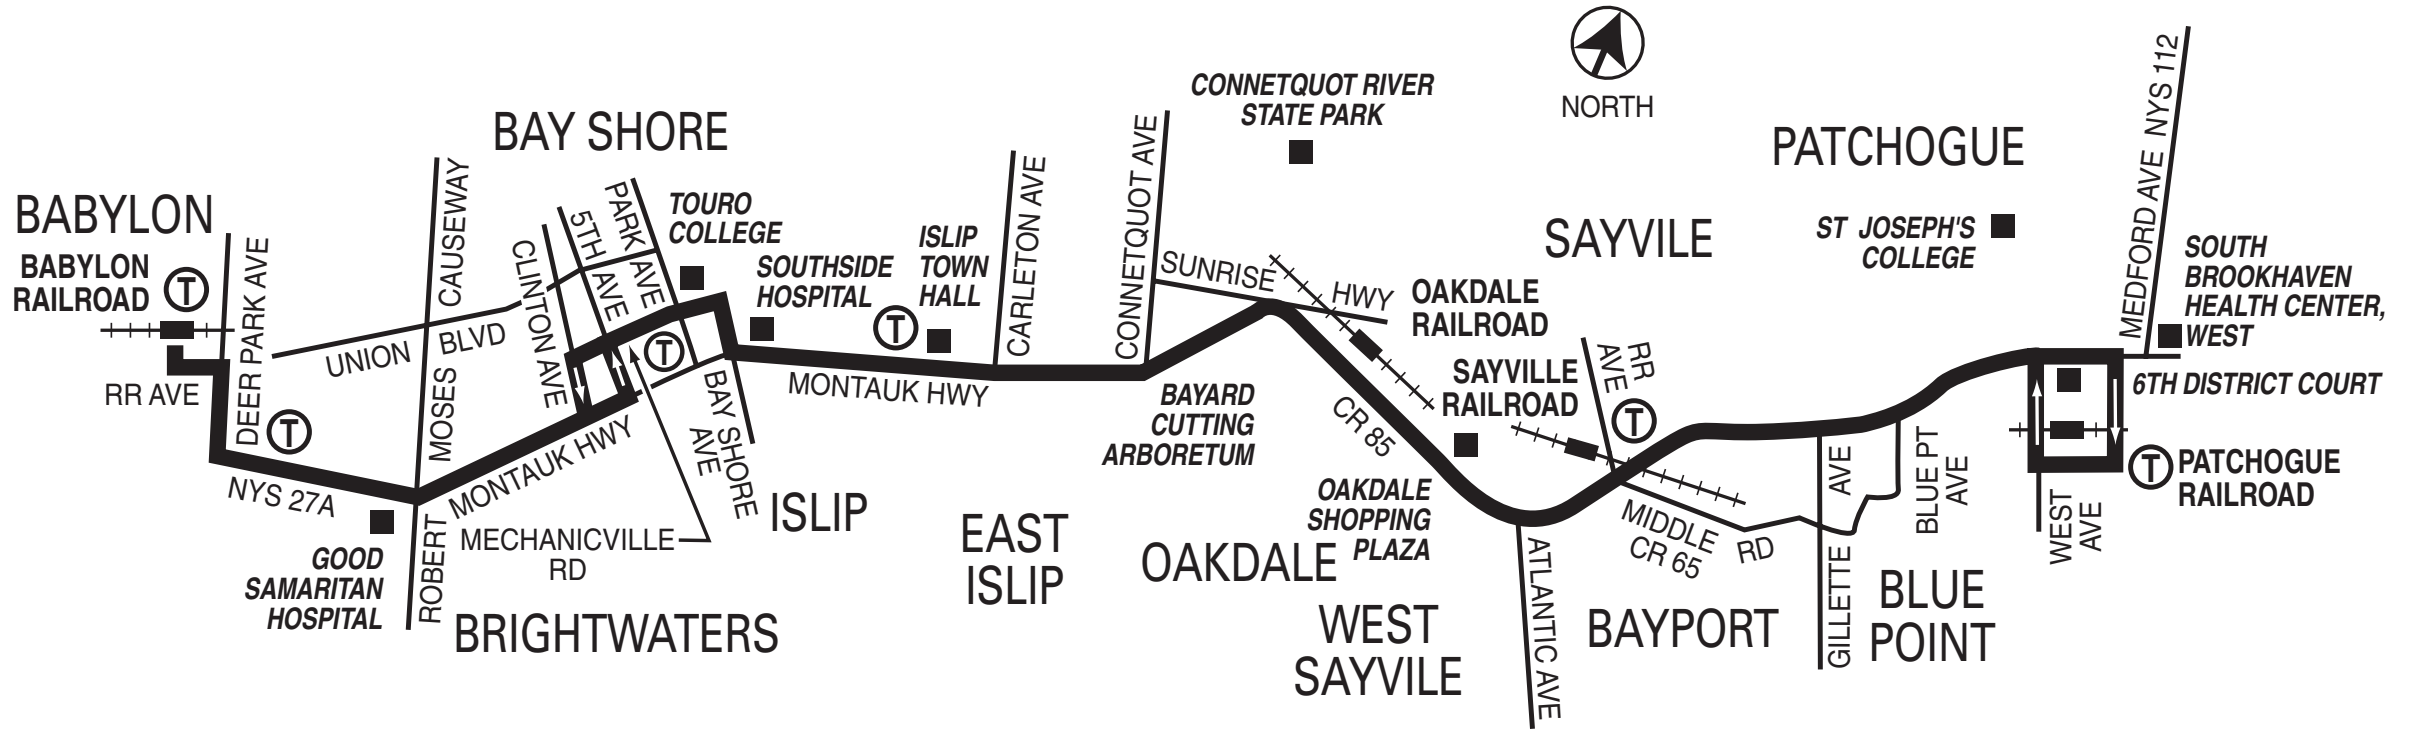 BABYLON
BABYLON
RAILROAD
T
RR AVE
DEER PARK AVE
T
NYS 27A
GOOD
SAMARITAN
HOSPITAL
ROBERT MOSES CAUSEWAY
UNION BLVD
BAY SHORE
CLINTON AVE
5TH AVE
PARK AVE
TOURO
COLLEGE
SOUTHSIDE
HOSPITAL
T
MONTAUK HWY
MECHANICVILLE
RD
BRIGHTWATERS
BAY SHORE
AVE
ISLIP
ISLIP
TOWN
HALL
T
MONTAUK HWY
CARLETON AVE
EAST
ISLIP
CONNETQUOT AVE
CONNETQUOT RIVER
STATE PARK
SUNRISE HWY
BAYARD
CUTTING
ARBORETUM
OAKDALE
RAILROAD
CR 85
OAKDALE
OAKDALE
SHOPPING
PLAZA
WEST
SAYVILE
NORTH
SAYVILE
SAYVILLE
RAILROAD
RR
AVE
T
ATLANTIC AVE
MIDDLE RD
CR 65
BAYPORT
GILLETTE AVE
BLUE PT
AVE
BLUE
POINT
PATCHOGUE
ST JOSEPH'S
COLLEGE
MEDFORD AVE NYS 112
SOUTH
BROOKHAVEN
HEALTH CENTER,
WEST
6TH DISTRICT COURT
T
PATCHOGUE
RAILROAD
WEST
AVE